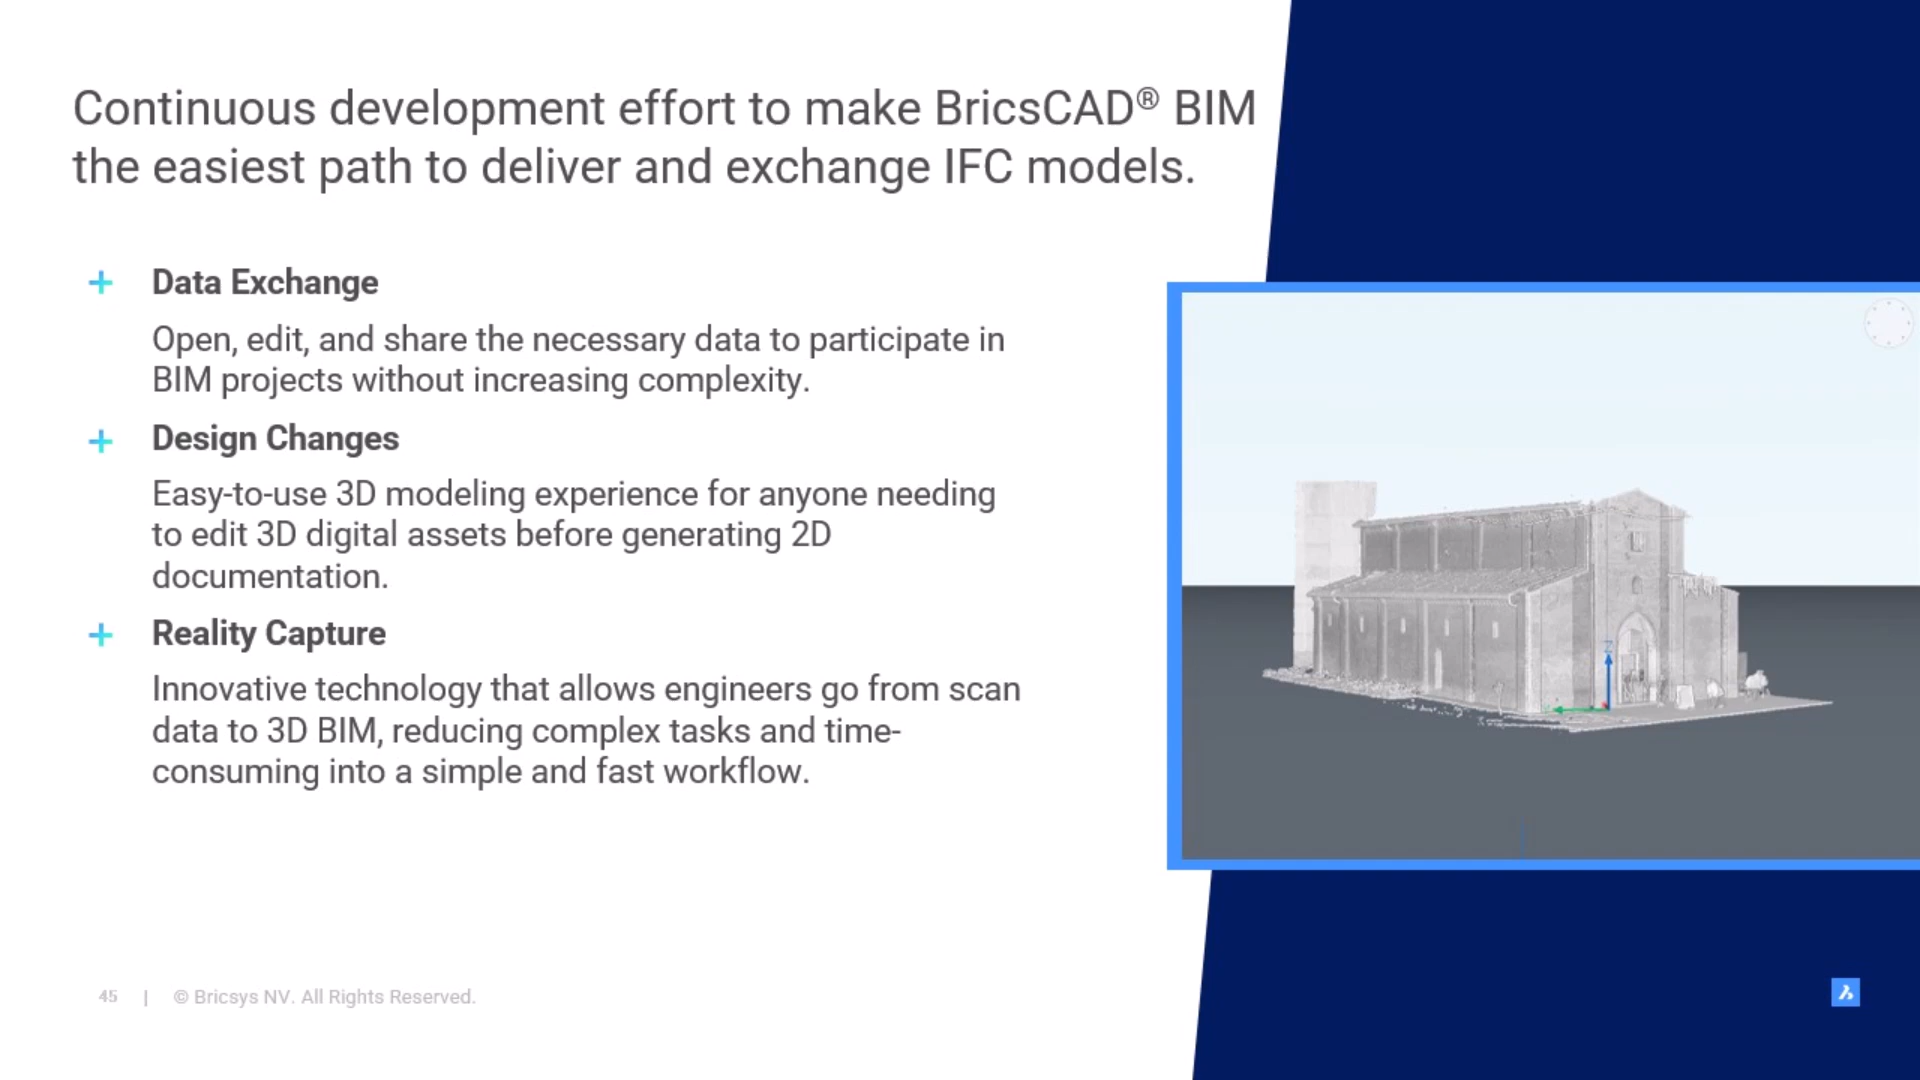 Continuous development effort to make BricsCAD® BIM
the easiest path to deliver and exchange IFC models.
+ Data Exchange
Open, edit, and share the necessary data to participate in
BIM projects without increasing complexity.
+ Design Changes
Easy-to-use 3D modeling experience for anyone needing
to edit 3D digital assets before generating 2D
documentation.
+ Reality Capture
Innovative technology that allows engineers go from scan
data to 3D BIM, reducing complex tasks and time-
consuming into a simple and fast workflow.
Z
45 | © Bricsys NV. All Rights Reserved.